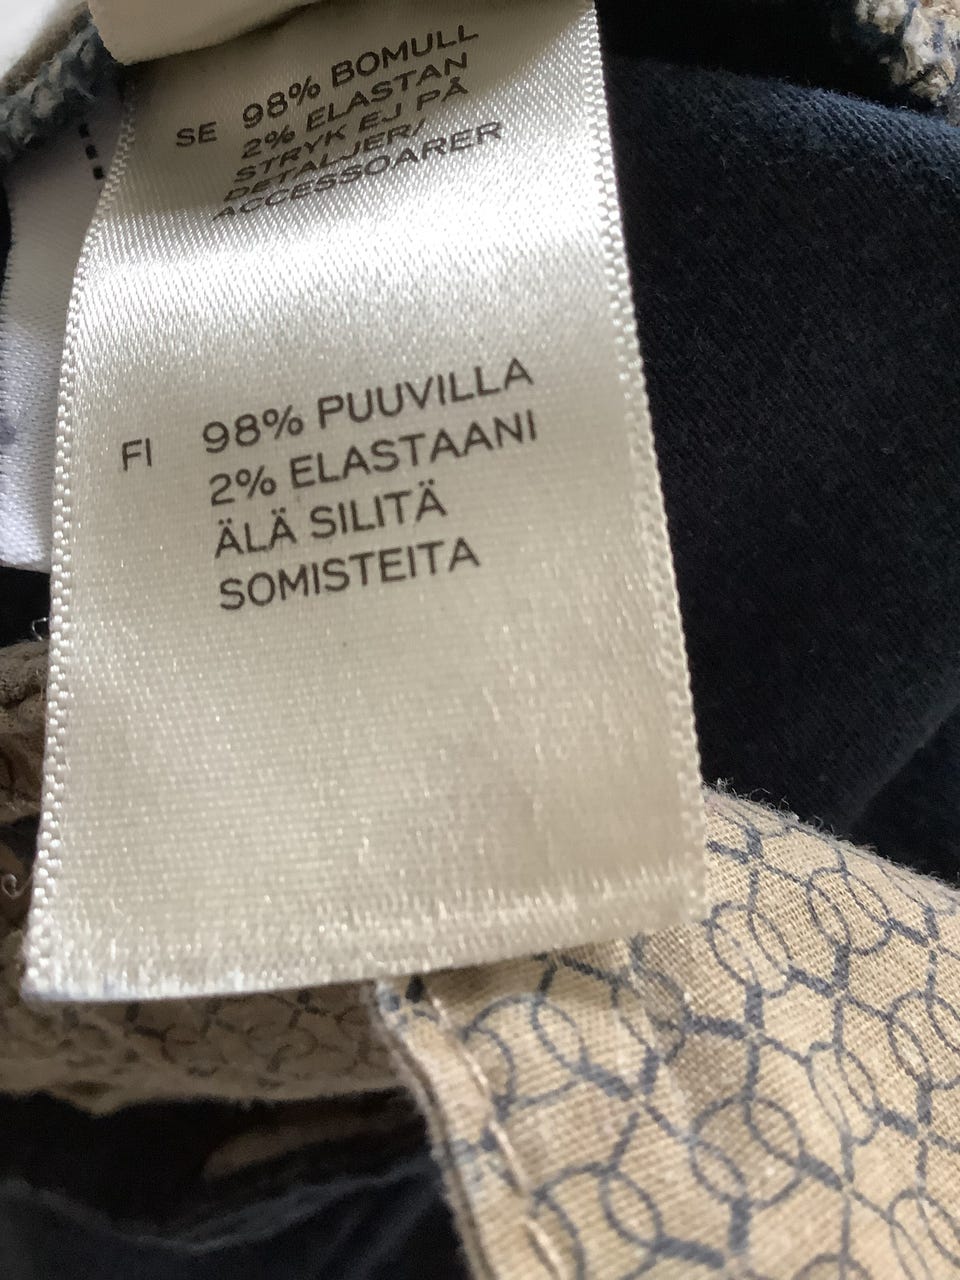 SE 98% BOMULL
2% ELASTAN
STRYK EJ PÅ
DETALJER/
ACCESSOARER
FI 98% PUUVILLA
2% ELASTAANI
ÄLÄ SILITÄ
SOMISTEITA